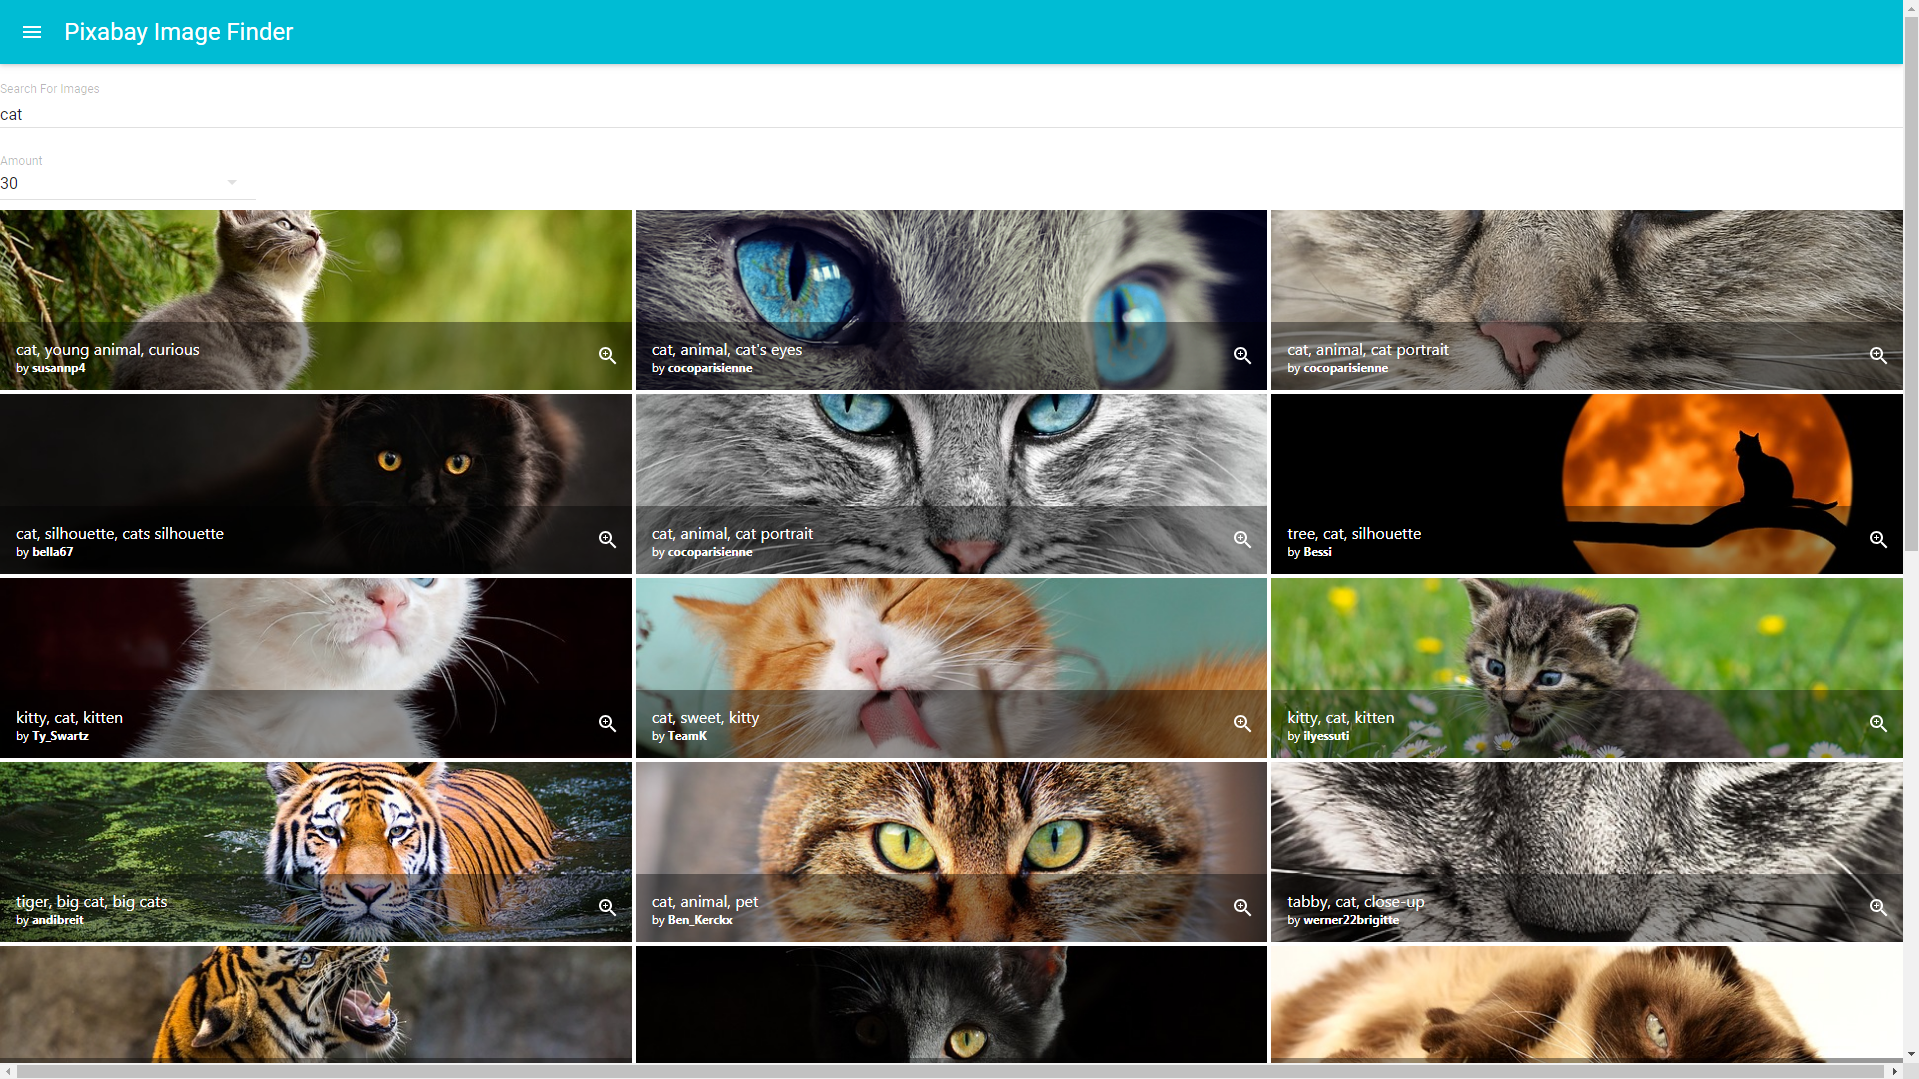 Pixabay Image Finder
Search For Images
cat
Amount
30
cat, young animal, curious
by susannp4
cat, animal, cat's eyes
by cocoparisienne
cat, animal, cat portrait
by cocoparisienne
cat, silhouette, cats silhouette
by bella67
cat, animal, cat portrait
by cocoparisienne
tree, cat, silhouette
by Bessi
kitty, cat, kitten
by Ty_Swartz
cat, sweet, kitty
by TeamK
kitty, cat, kitten
by ilyessuti
tiger, big cat, big cats
by andibreit
cat, animal, pet
by Ben_Kerckx
tabby, cat, close-up
by werner22brigitte